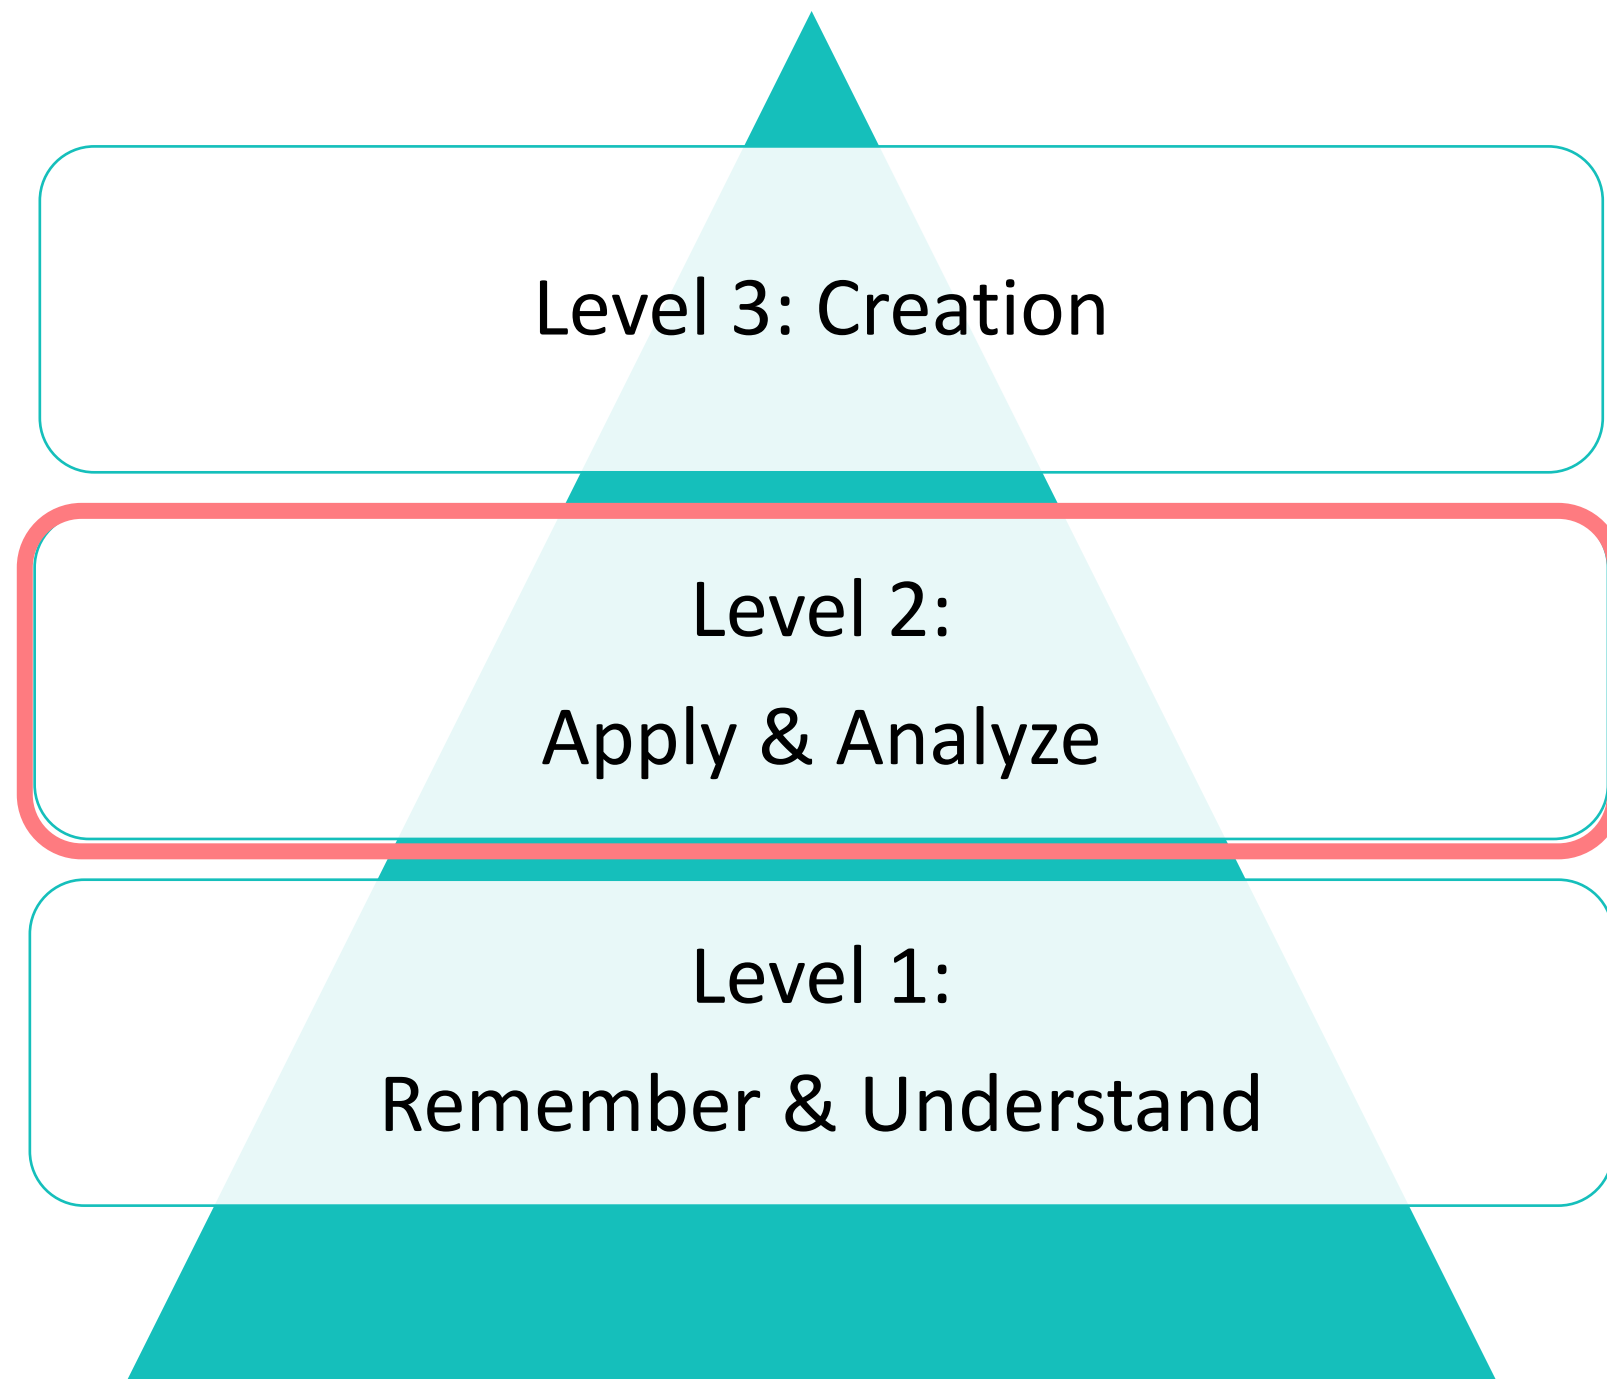 Level 3: Creation
Level 2:
Apply & Analyze
Level 1:
Remember & Understand